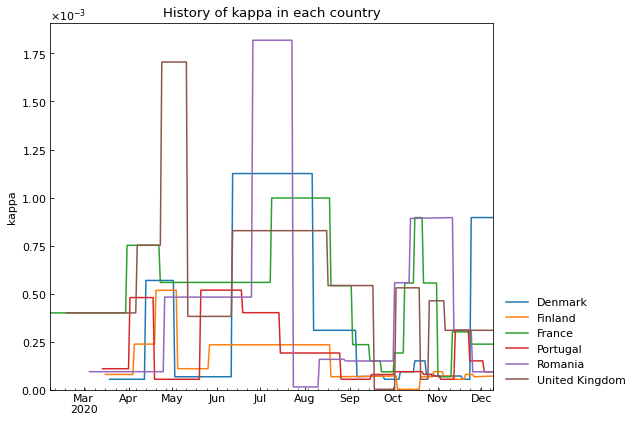 History of kappa in each country
×10⁻³
1.75
1.50
1.25
1.00
0.75
0.50
0.25
0.00
kappa
Mar Apr May Jun Jul Aug Sep Oct Nov Dec
2020
Denmark
Finland
France
Portugal
Romania
United Kingdom